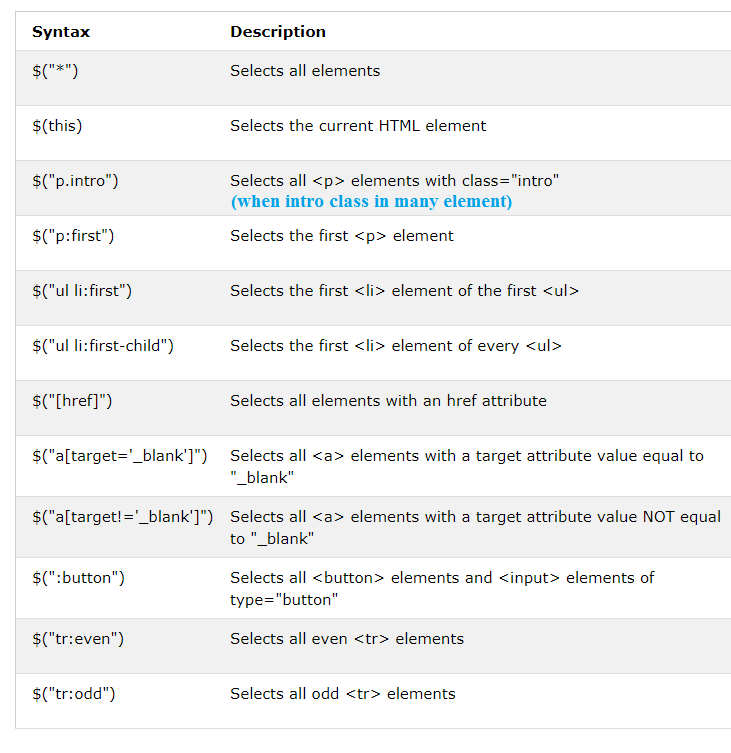 Syntax Description
$("*") Selects all elements
$(this) Selects the current HTML element
$("p.intro") Selects all <p> elements with class="intro"
(when intro class in many element)
$("p:first") Selects the first <p> element
$("ul li:first") Selects the first <li> element of the first <ul>
$("ul li:first-child") Selects the first <li> element of every <ul>
$("[href]") Selects all elements with an href attribute
$("a[target='_blank']") Selects all <a> elements with a target attribute value equal to
"_blank"
$("a[target!='_blank']") Selects all <a> elements with a target attribute value NOT equal
to "_blank"
$(":button") Selects all <button> elements and <input> elements of
type="button"
$("tr:even") Selects all even <tr> elements
$("tr:odd") Selects all odd <tr> elements